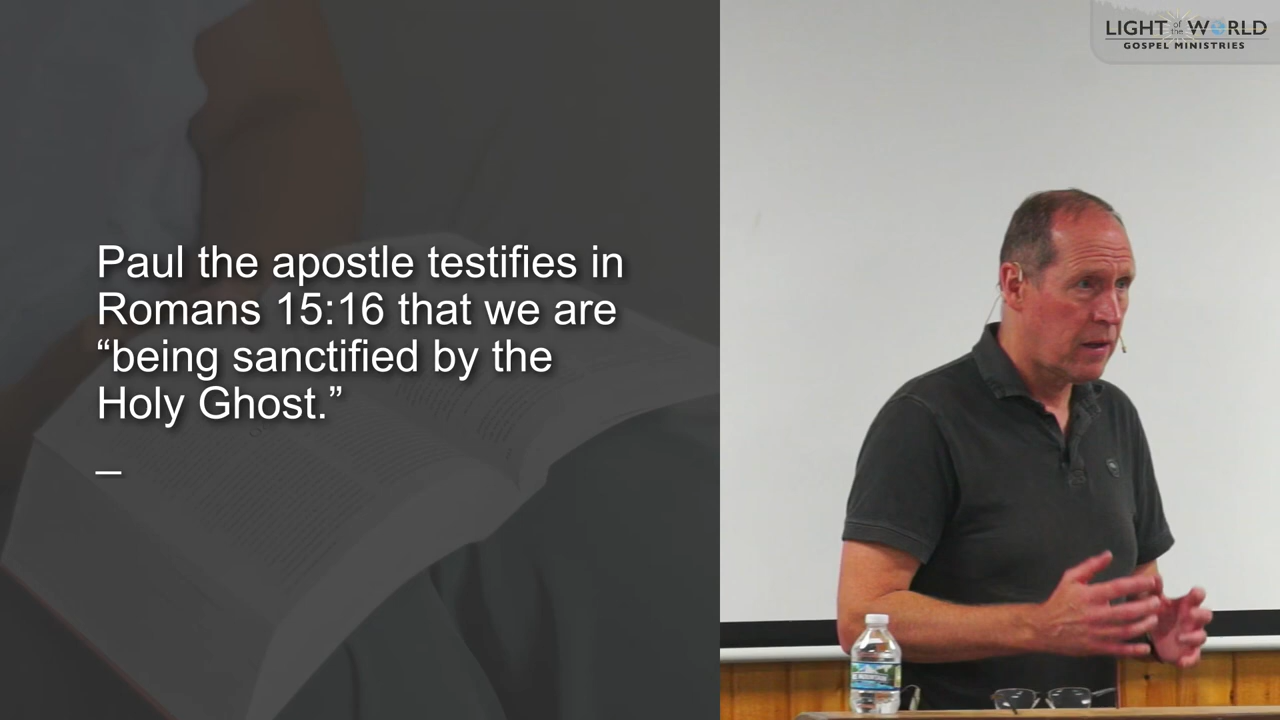 Paul the apostle testifies in
Romans 15:16 that we are
“being sanctified by the
Holy Ghost.”
_
LIGHT of the WORLD
GOSPEL MINISTRIES
MOUNTAIN